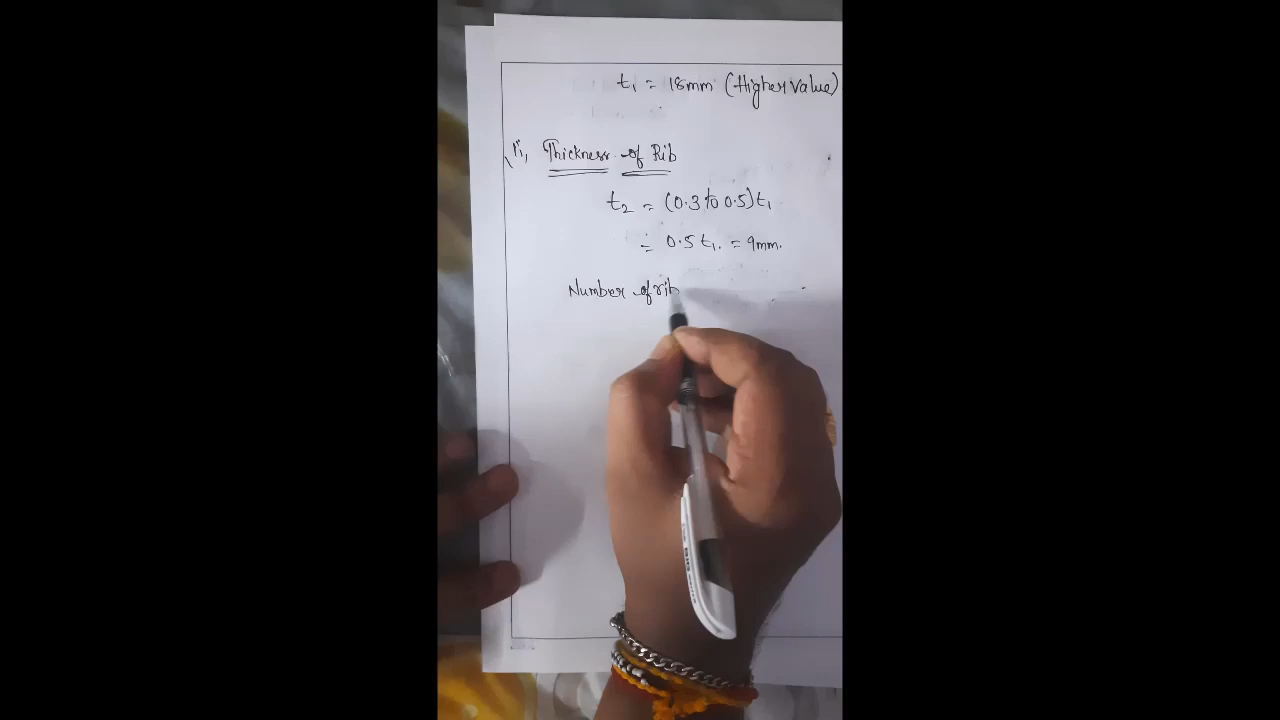 t₁ = 18mm (Higher value)
ii, Thickness of Rib
t₂ = (0.3 to 0.5)t₁
= 0.5 t₁. = 9mm.
Number of rib